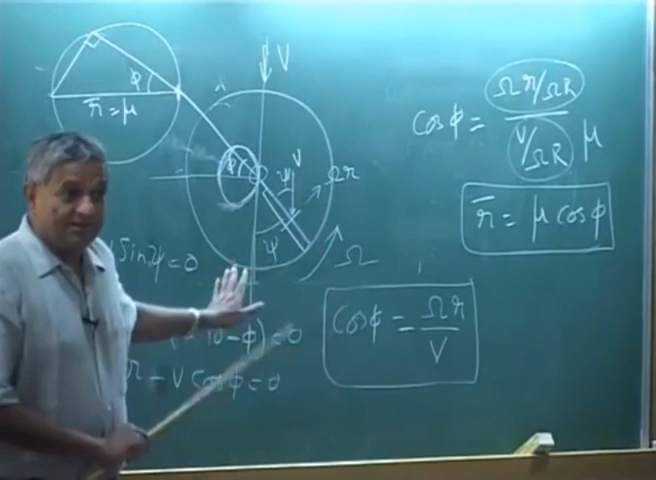 φ
r̄ = μ
V
φ
V
ψ
Ωr
ψ
Ω
Sin ψ = 0
- φ) = 0
r - V Cos φ = 0
Cos φ = Ωr/ΩR / V/ΩR μ
r̄ = μ Cos φ
Cos φ = Ωr / V